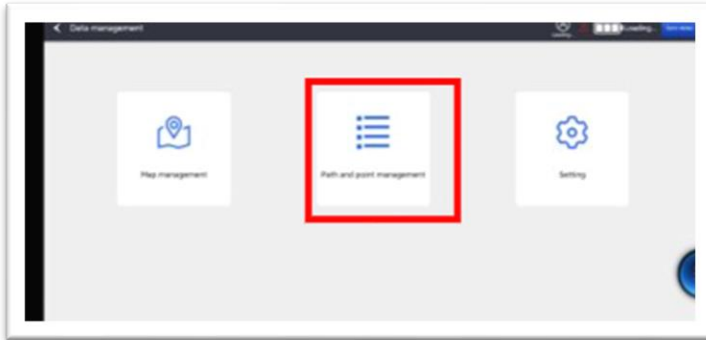 Data management
Loading...
Map management
Path and point management
Setting